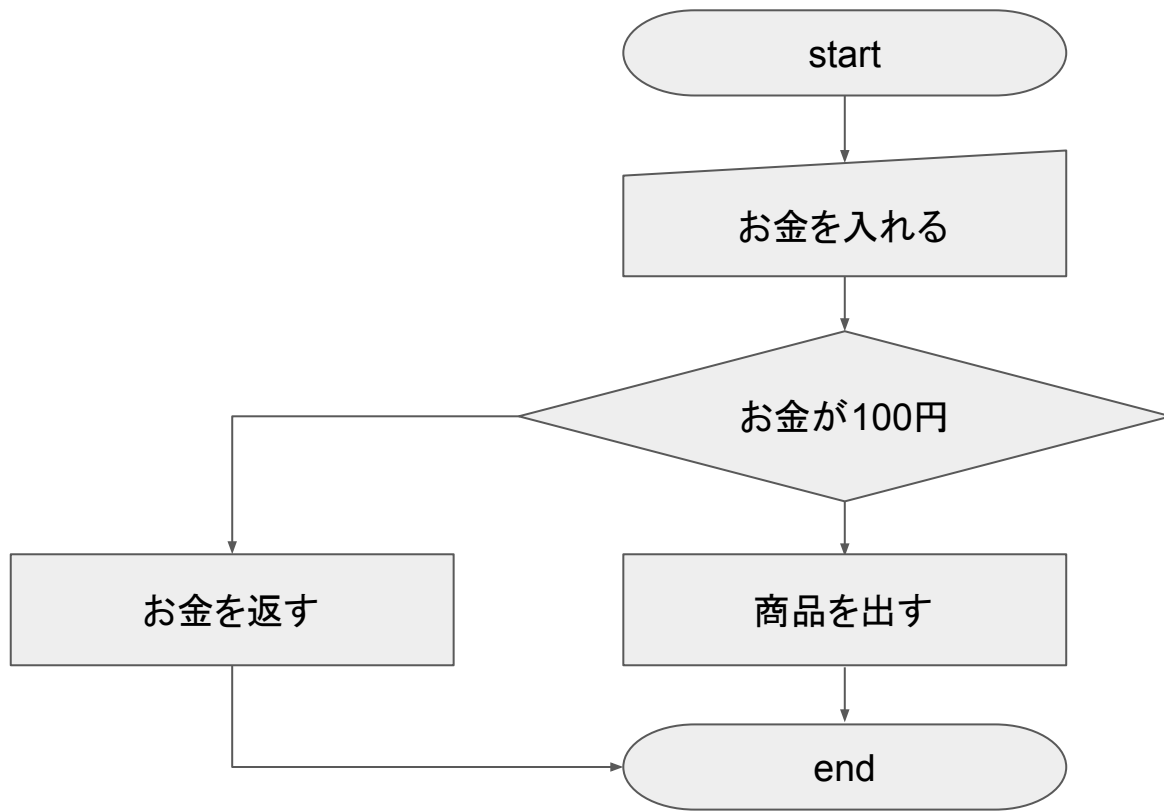 start
お金を入れる
お金が100円
お金を返す
商品を出す
end